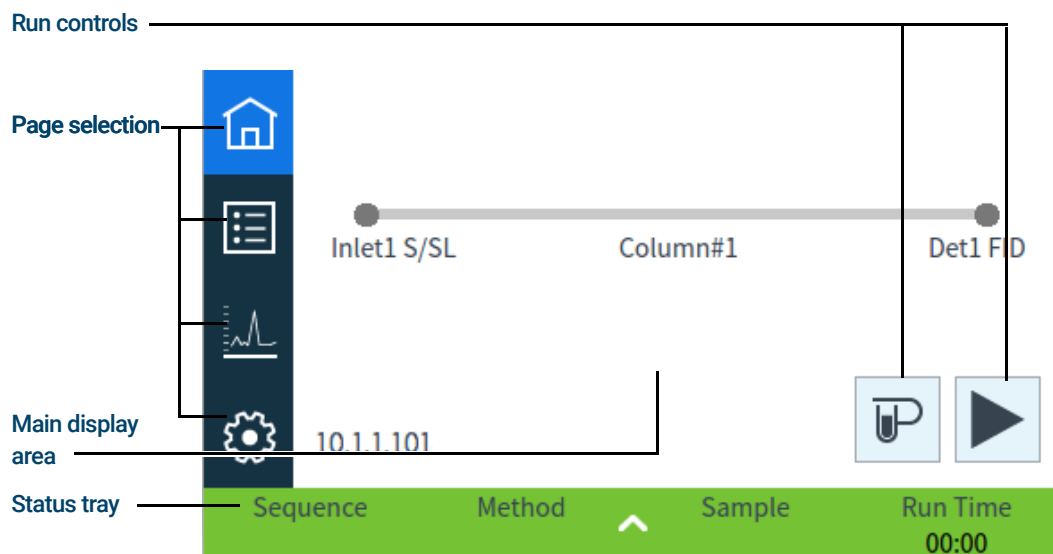 Run controls
Page selection
Inlet1 S/SL
Column#1
Det1 FID
Main display
area
10.1.1.101
Status tray
Sequence
Method
Sample
Run Time
00:00